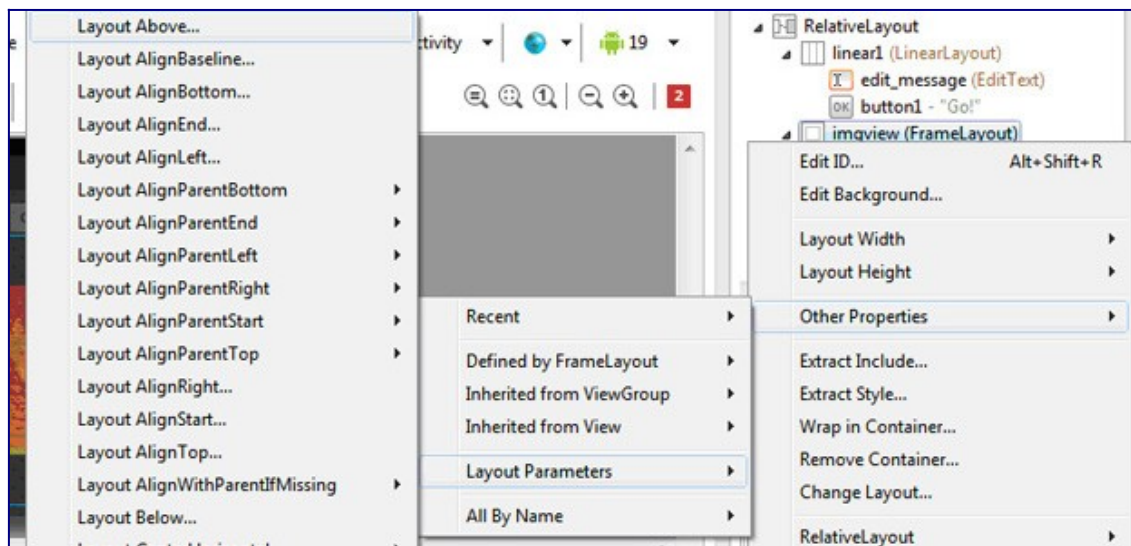 Layout Above...
Layout AlignBaseline...
Layout AlignBottom...
Layout AlignEnd...
Layout AlignLeft...
Layout AlignParentBottom
Layout AlignParentEnd
Layout AlignParentLeft
Layout AlignParentRight
Layout AlignParentStart
Layout AlignParentTop
Layout AlignRight...
Layout AlignStart...
Layout AlignTop...
Layout AlignWithParentIfMissing
Layout Below...
19
2
Recent
Defined by FrameLayout
Inherited from ViewGroup
Inherited from View
Layout Parameters
All By Name
RelativeLayout
linear1 (LinearLayout)
I edit_message (EditText)
OK button1 - "Go!"
imgview (FrameLayout)
Edit ID... Alt+Shift+R
Edit Background...
Layout Width
Layout Height
Other Properties
Extract Include...
Extract Style...
Wrap in Container...
Remove Container...
Change Layout...
RelativeLayout